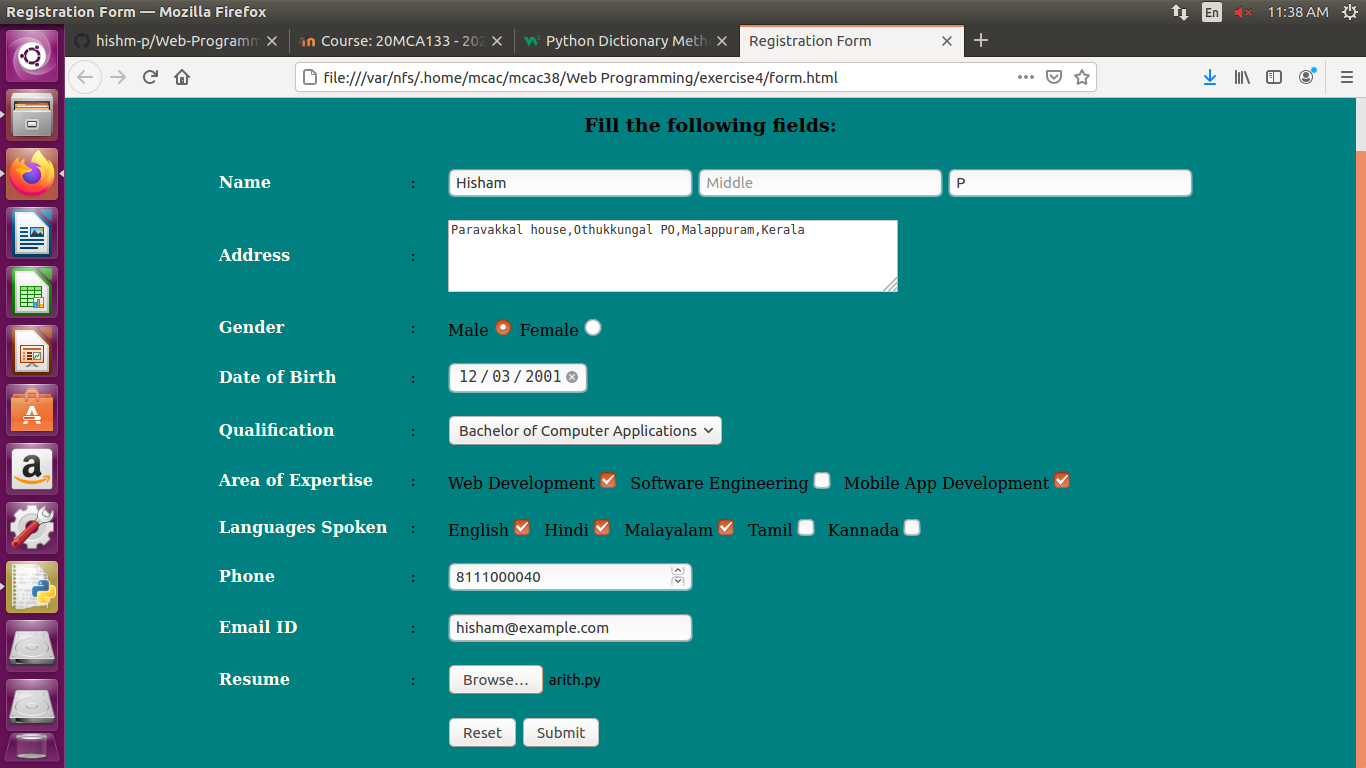 Registration Form — Mozilla Firefox
En
11:38 AM
hishm-p/Web-Programm
Course: 20MCA133 - 202
Python Dictionary Meth
Registration Form
file:///var/nfs/.home/mcac/mcac38/Web Programming/exercise4/form.html
Fill the following fields:
Name : Hisham Middle P
Address : Paravakkal house,Othukkungal PO,Malappuram,Kerala
Gender : Male Female
Date of Birth : 12 / 03 / 2001
Qualification : Bachelor of Computer Applications
Area of Expertise : Web Development Software Engineering Mobile App Development
Languages Spoken : English Hindi Malayalam Tamil Kannada
Phone : 8111000040
Email ID : hisham@example.com
Resume : Browse... arith.py
Reset Submit